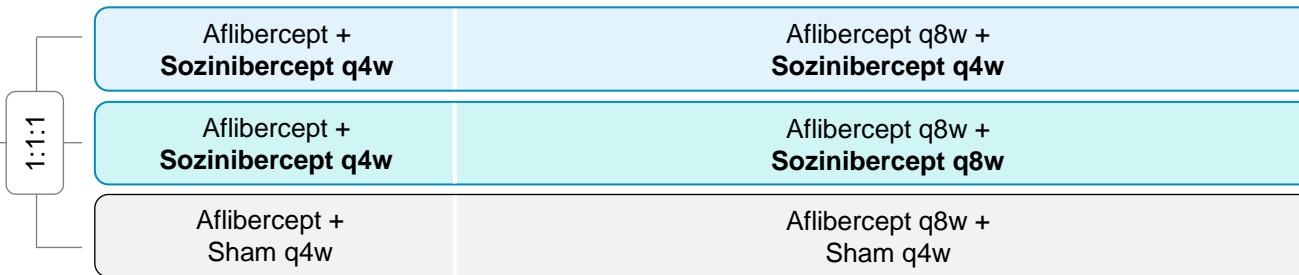 1:1:1
Aflibercept +
Sozinibercept q4w
Aflibercept q8w +
Sozinibercept q4w
Aflibercept +
Sozinibercept q4w
Aflibercept q8w +
Sozinibercept q8w
Aflibercept +
Sham q4w
Aflibercept q8w +
Sham q4w